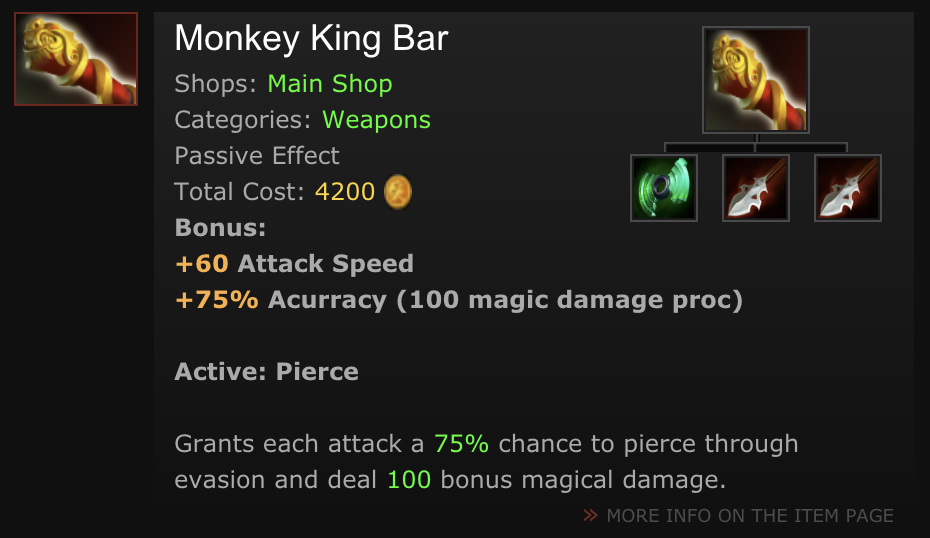 Monkey King Bar
Shops: Main Shop
Categories: Weapons
Passive Effect
Total Cost: 4200
Bonus:
+60 Attack Speed
+75% Acurracy (100 magic damage proc)
Active: Pierce
Grants each attack a 75% chance to pierce through
evasion and deal 100 bonus magical damage.
» MORE INFO ON THE ITEM PAGE